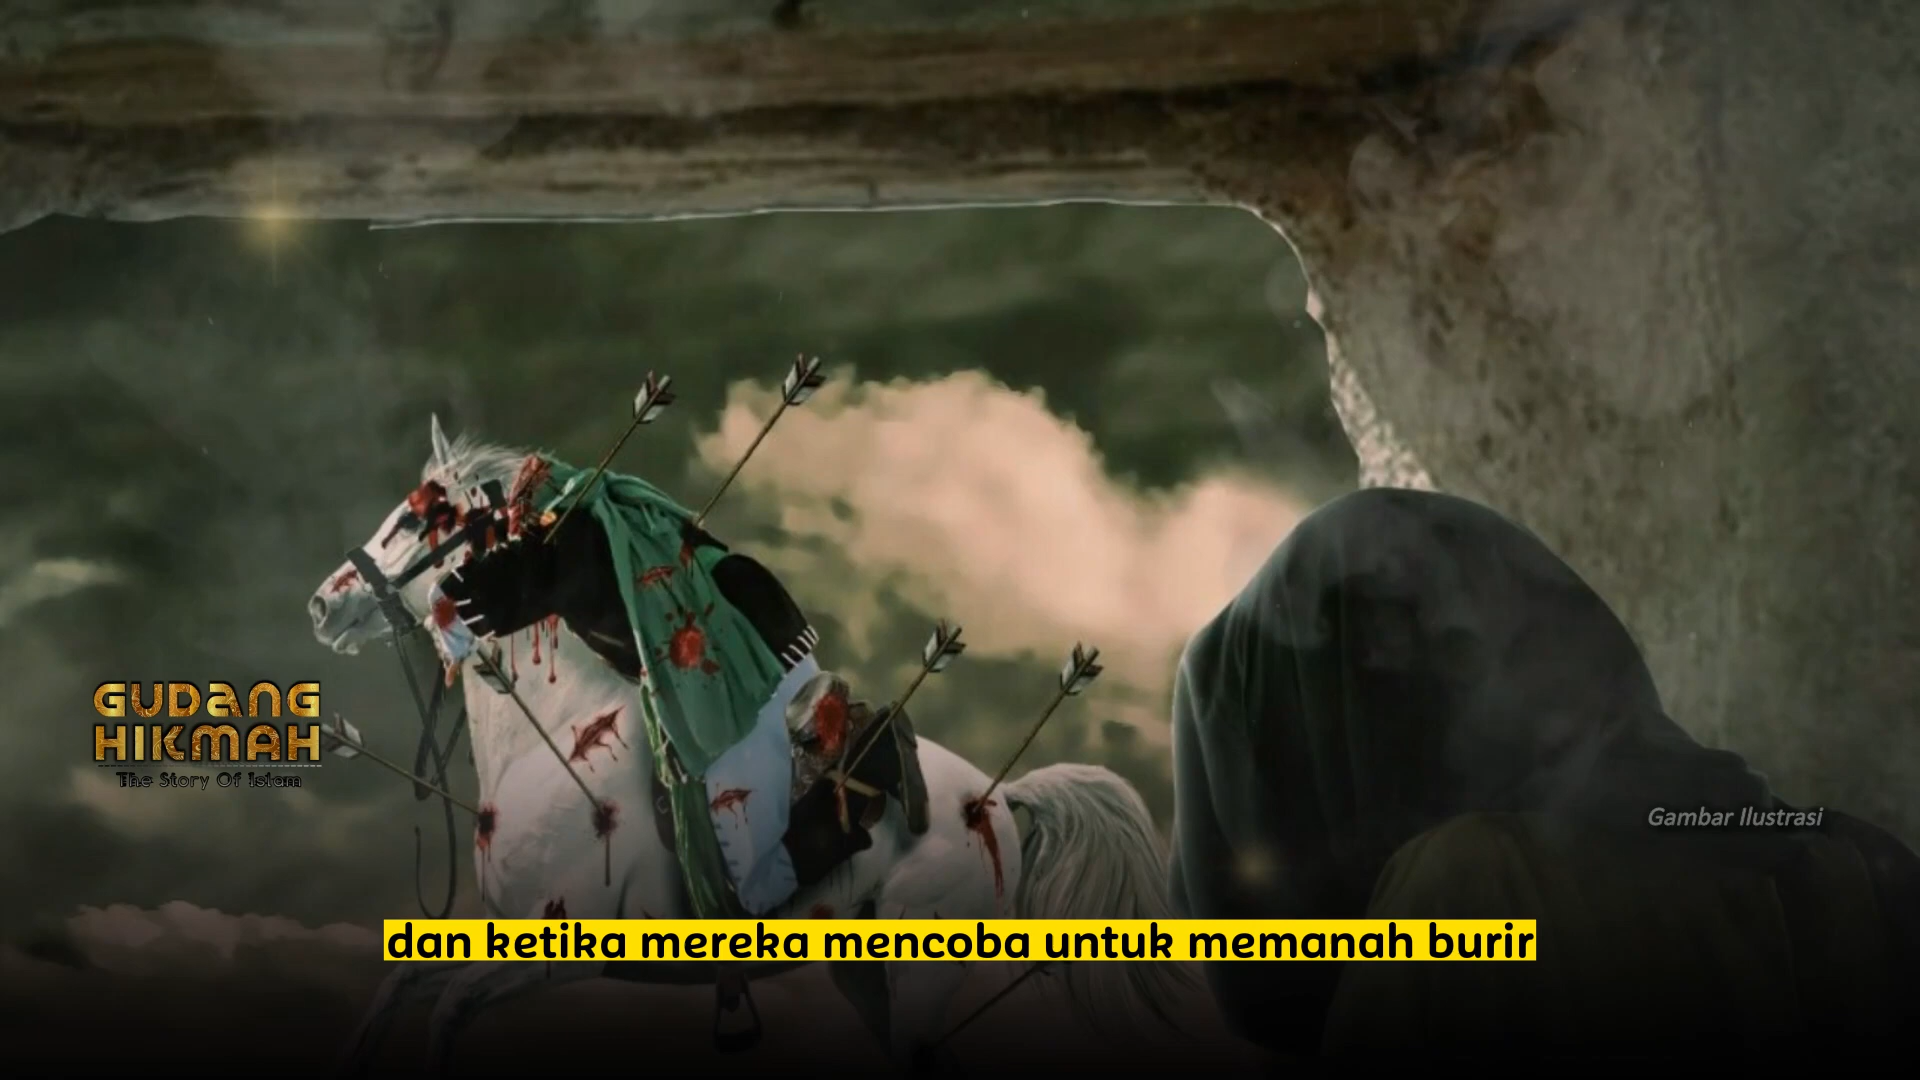 GUDANG
HIKMAH
The Story Of Islam
Gambar Ilustrasi
dan ketika mereka mencoba untuk memanah burir